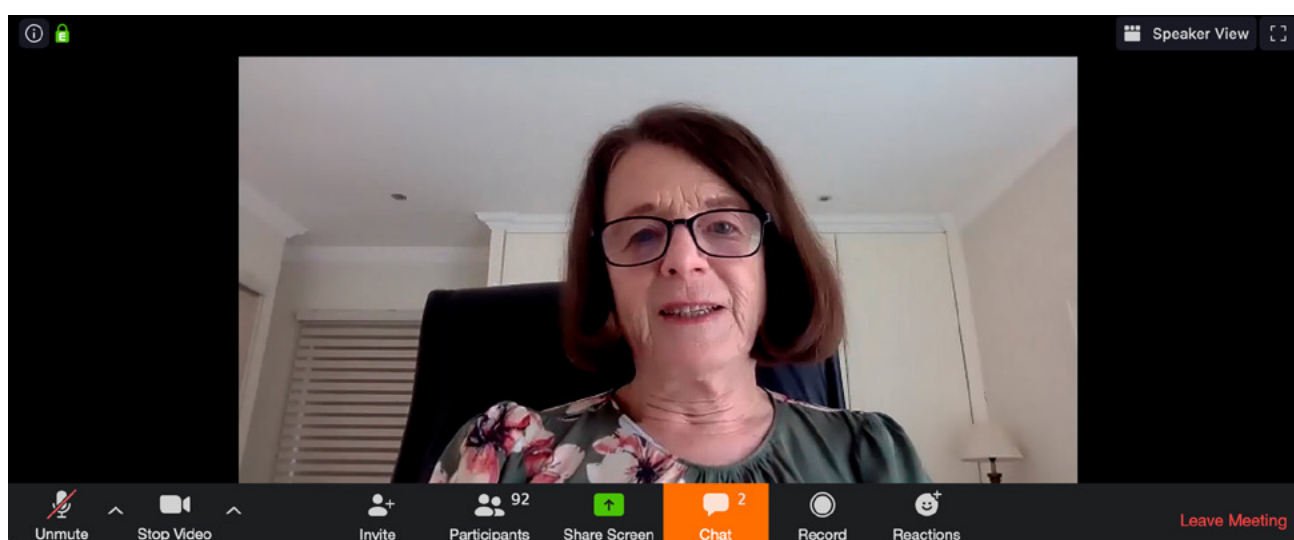 E
Speaker View
92
2
Unmute
Stop Video
Invite
Participants
Share Screen
Chat
Record
Reactions
Leave Meeting